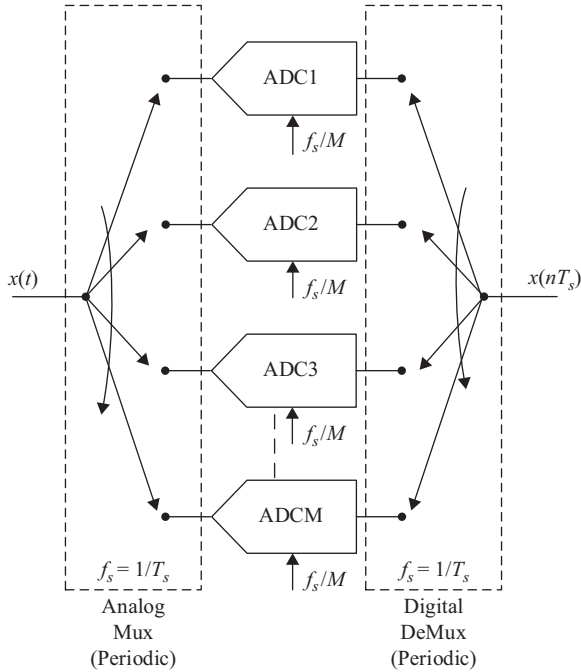 ADC1
f_s/M
ADC2
x(t)
x(nT_s)
f_s/M
ADC3
f_s/M
ADCM
f_s = 1/T_s
f_s/M
f_s = 1/T_s
Analog
Mux
(Periodic)
Digital
DeMux
(Periodic)